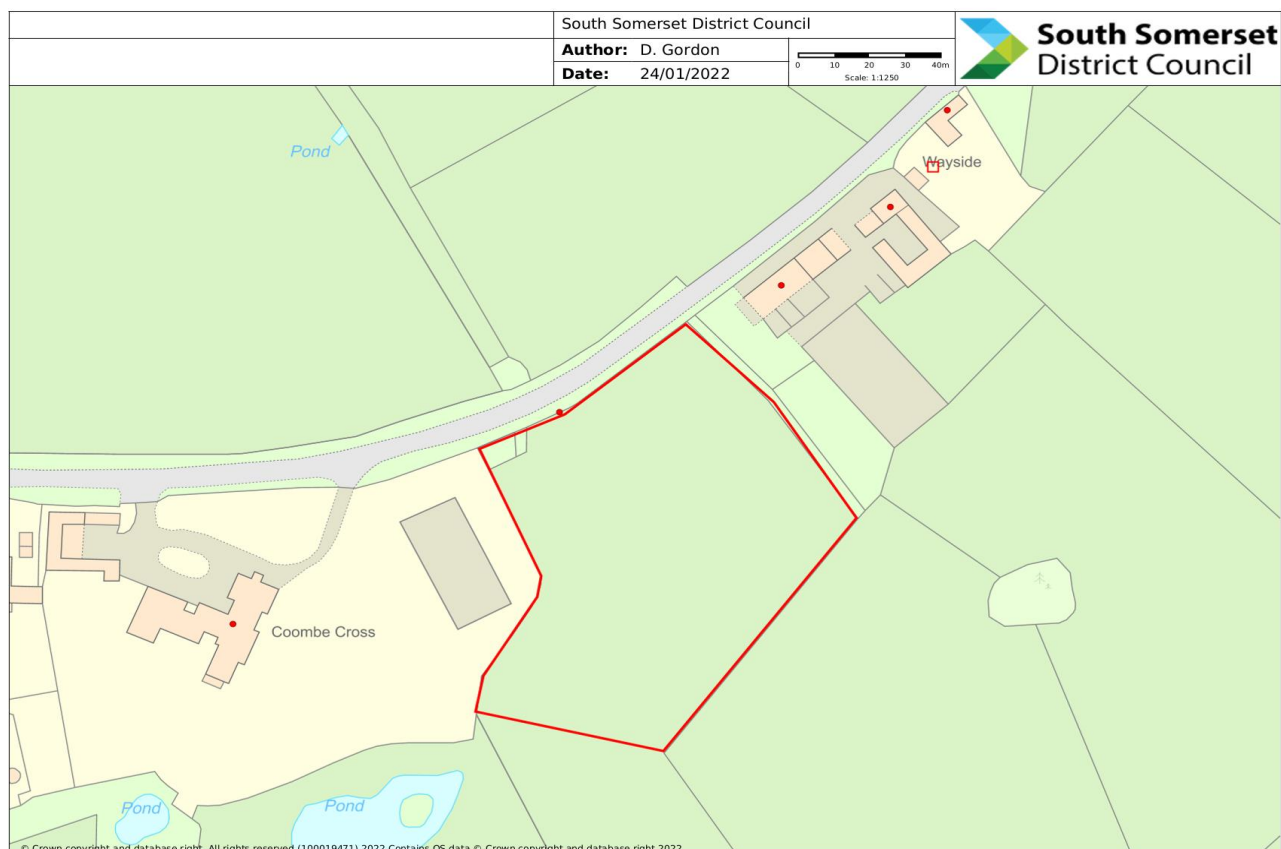 South Somerset District Council
Author: D. Gordon
Date: 24/01/2022
0 10 20 30 40m
Scale: 1:1250
South Somerset
District Council
Pond
Wayside
Coombe Cross
Pond
Pond
© Crown copyright and database right. All rights reserved (100019471) 2022 Contains OS data © Crown copyright and database right 2022